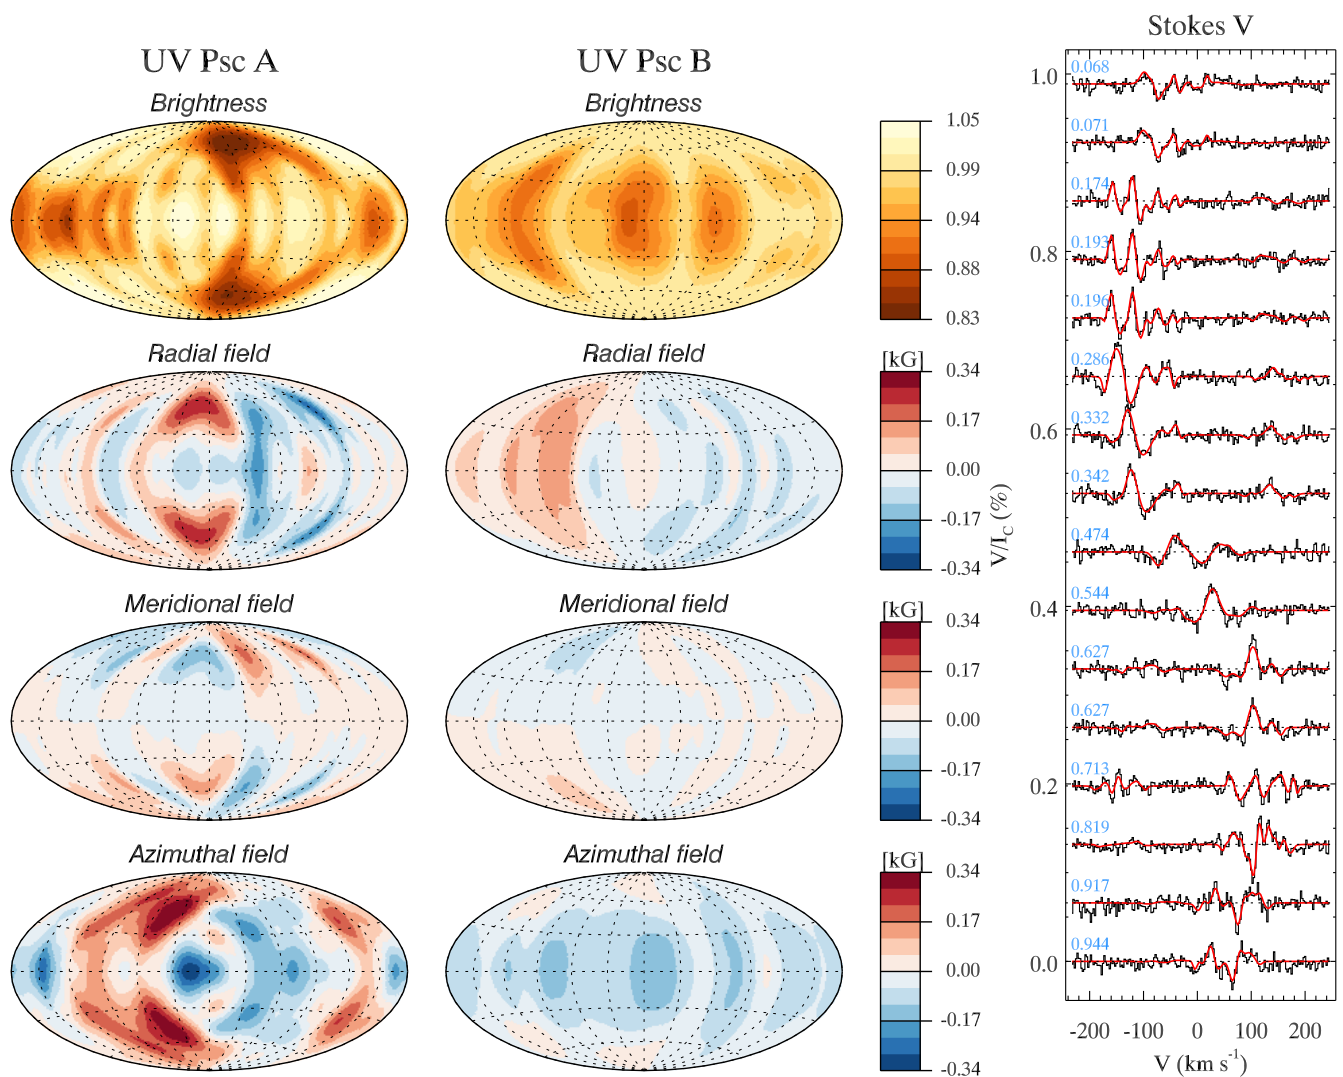 UV Psc A
UV Psc B
Stokes V
Brightness
Brightness
1.05
0.99
0.94
0.88
0.83
Radial field
Radial field
[kG]
0.34
0.17
0.00
-0.17
-0.34
Meridional field
Meridional field
[kG]
0.34
0.17
0.00
-0.17
-0.34
Azimuthal field
Azimuthal field
[kG]
0.34
0.17
0.00
-0.17
-0.34
V/I_C (%)
1.0
0.8
0.6
0.4
0.2
0.0
0.068
0.071
0.174
0.193
0.196
0.286
0.332
0.342
0.474
0.544
0.627
0.627
0.713
0.819
0.917
0.944
-200 -100 0 100 200
V (km s⁻¹)